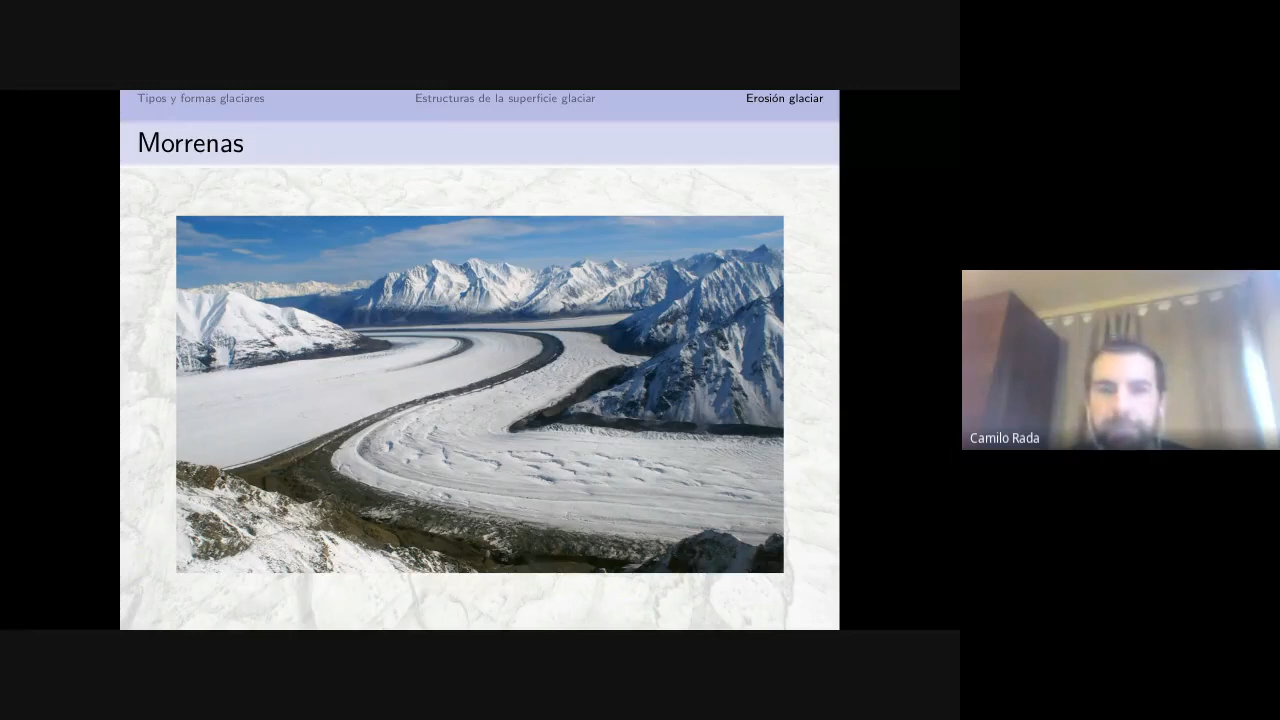 Tipos y formas glaciares
Estructuras de la superficie glaciar
Erosión glaciar
Morrenas
Camilo Rada